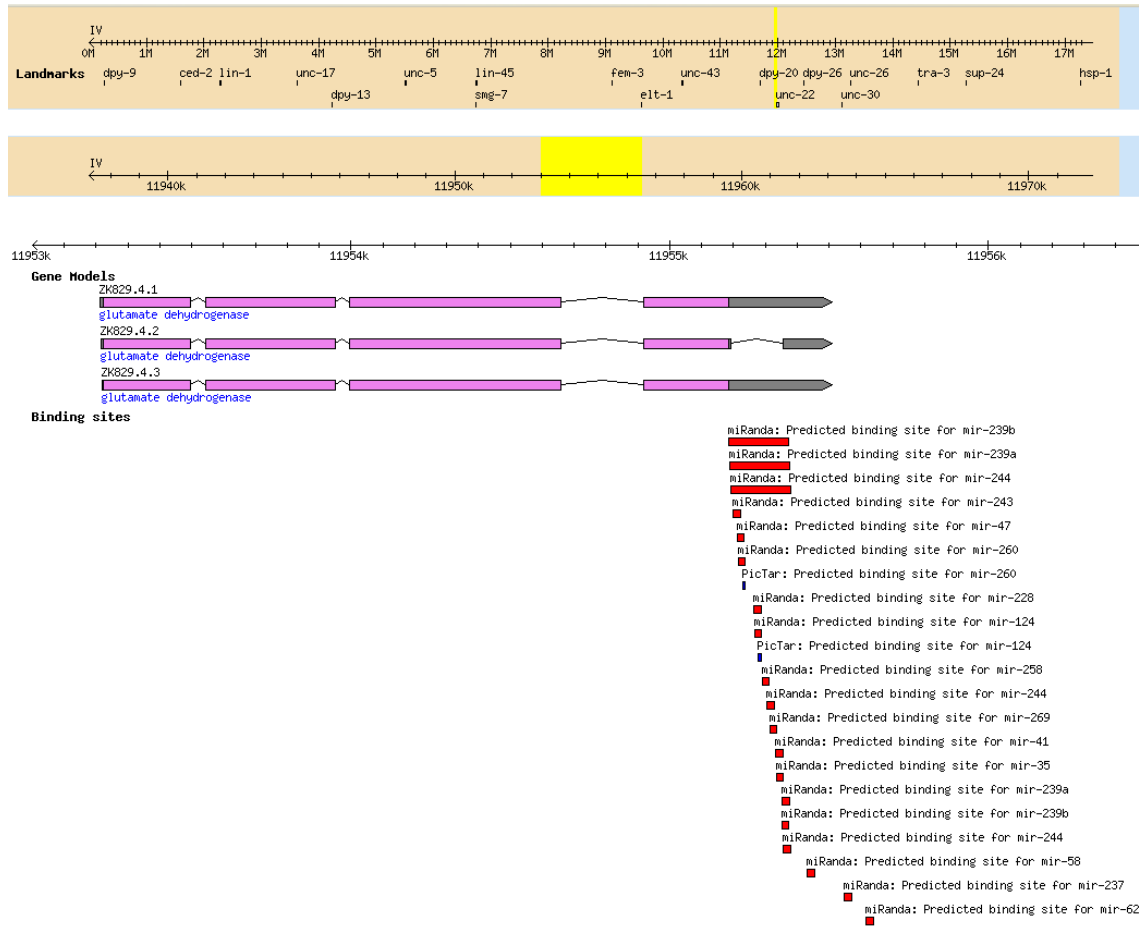 IV
0M 1M 2M 3M 4M 5M 6M 7M 8M 9M 10M 11M 12M 13M 14M 15M 16M 17M
Landmarks
dpy-9 ced-2 lin-1 unc-17 unc-5 lin-45 fem-3 unc-43 dpy-20 dpy-26 unc-26 tra-3 sup-24 hsp-1
dpy-13 smg-7 elt-1 unc-22 unc-30
IV
11940k 11950k 11960k 11970k
11953k 11954k 11955k 11956k
Gene Models
ZK829.4.1
glutamate dehydrogenase
ZK829.4.2
glutamate dehydrogenase
ZK829.4.3
glutamate dehydrogenase
Binding sites
miRanda: Predicted binding site for mir-239b
miRanda: Predicted binding site for mir-239a
miRanda: Predicted binding site for mir-244
miRanda: Predicted binding site for mir-243
miRanda: Predicted binding site for mir-47
miRanda: Predicted binding site for mir-260
PicTar: Predicted binding site for mir-260
miRanda: Predicted binding site for mir-228
miRanda: Predicted binding site for mir-124
PicTar: Predicted binding site for mir-124
miRanda: Predicted binding site for mir-258
miRanda: Predicted binding site for mir-244
miRanda: Predicted binding site for mir-269
miRanda: Predicted binding site for mir-41
miRanda: Predicted binding site for mir-35
miRanda: Predicted binding site for mir-239a
miRanda: Predicted binding site for mir-239b
miRanda: Predicted binding site for mir-244
miRanda: Predicted binding site for mir-58
miRanda: Predicted binding site for mir-237
miRanda: Predicted binding site for mir-62